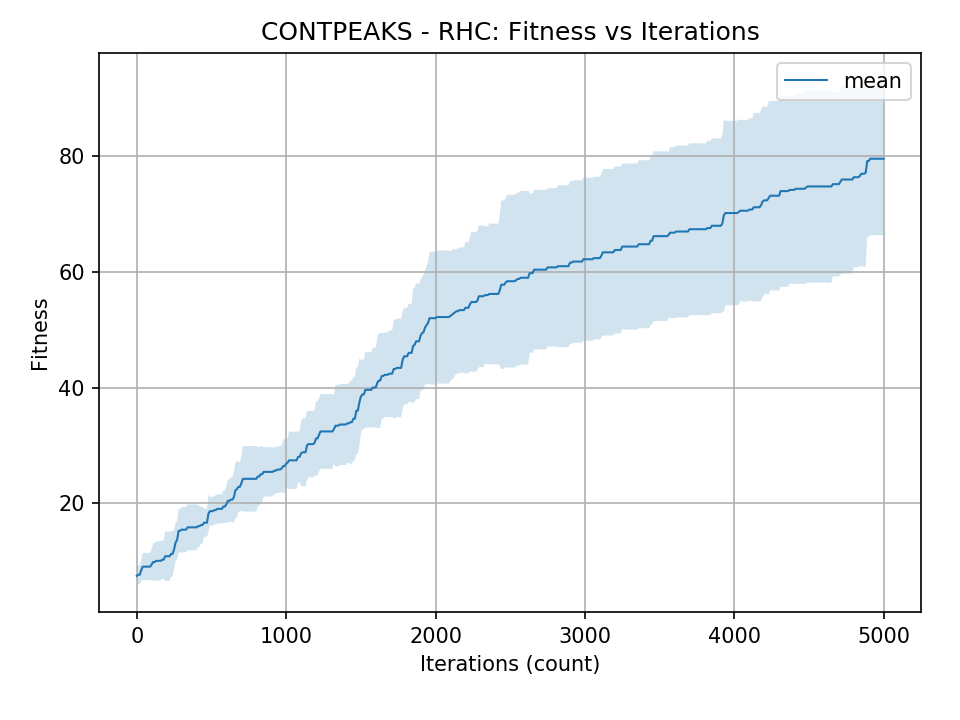 CONTPEAKS - RHC: Fitness vs Iterations
mean
Fitness
80
60
40
20
0 1000 2000 3000 4000 5000
Iterations (count)